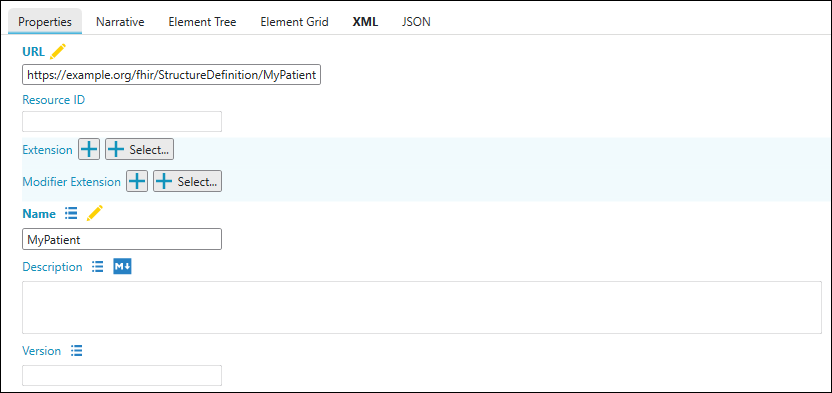 Properties Narrative Element Tree Element Grid XML JSON
URL
https://example.org/fhir/StructureDefinition/MyPatient
Resource ID
Extension Select...
Modifier Extension Select...
Name
MyPatient
Description M↓
Version